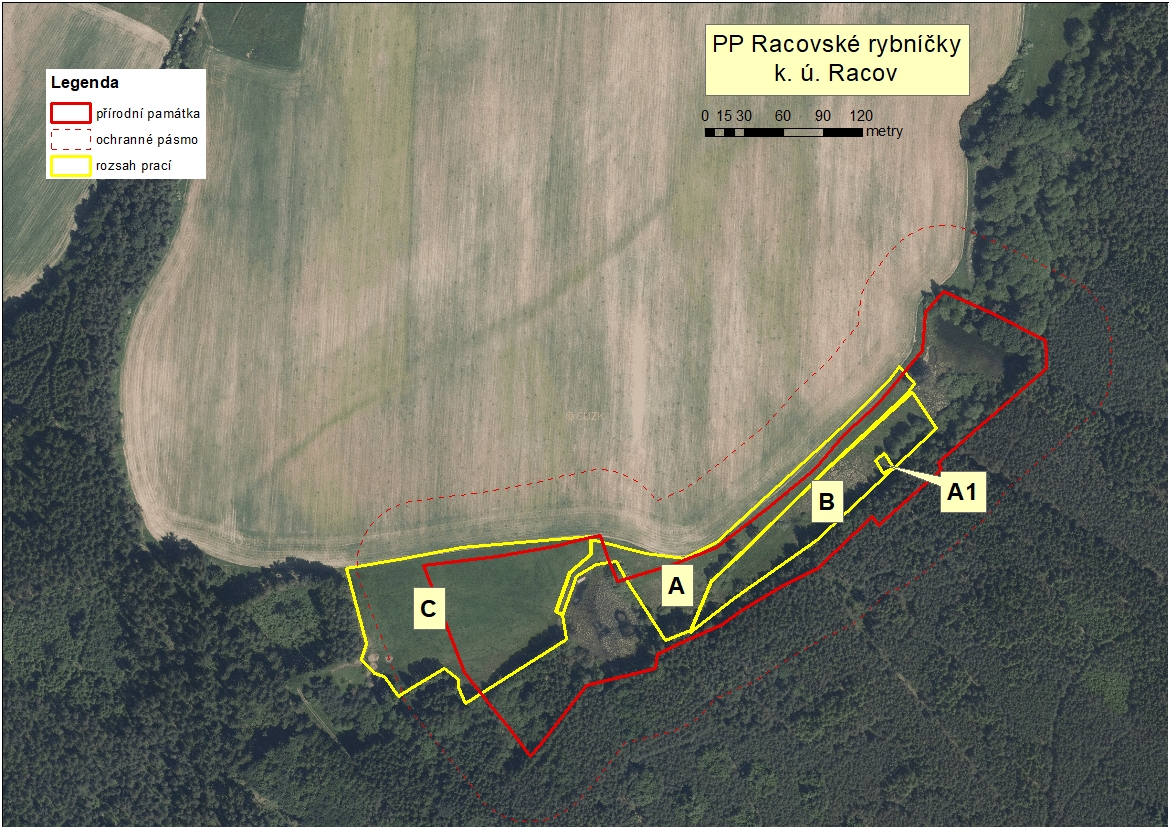 PP Racovské rybníčky
k. ú. Racov
Legenda
přírodní památka
ochranné pásmo
rozsah prací
0 15 30 60 90 120
metry
A1
B
A
C